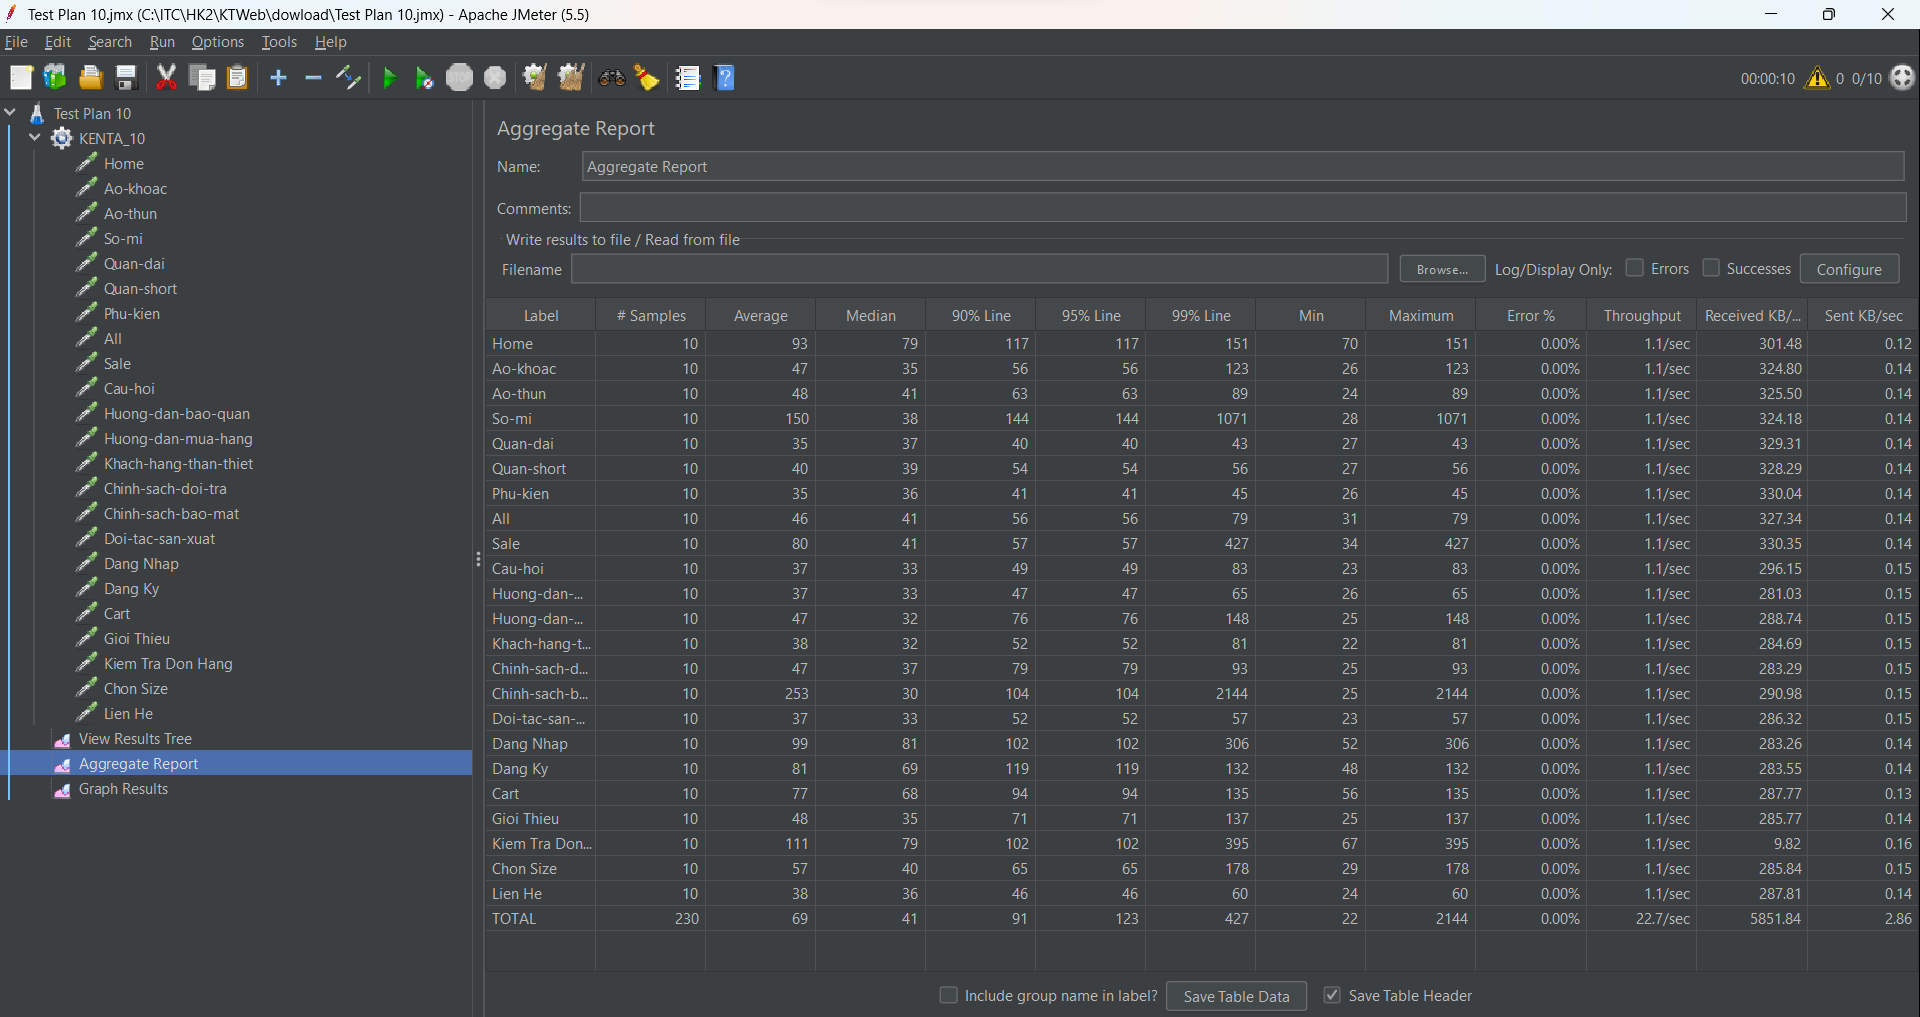 Test Plan 10.jmx (C:\ITC\HK2\KTWeb\dowload\Test Plan 10.jmx) - Apache JMeter (5.5)
File Edit Search Run Options Tools Help
STOP
00:00:10 0 0/10
Test Plan 10
KENTA_10
Home
Ao-khoac
Ao-thun
So-mi
Quan-dai
Quan-short
Phu-kien
All
Sale
Cau-hoi
Huong-dan-bao-quan
Huong-dan-mua-hang
Khach-hang-than-thiet
Chinh-sach-doi-tra
Chinh-sach-bao-mat
Doi-tac-san-xuat
Dang Nhap
Dang Ky
Cart
Gioi Thieu
Kiem Tra Don Hang
Chon Size
Lien He
View Results Tree
Aggregate Report
Graph Results
Aggregate Report
Name: Aggregate Report
Comments:
Write results to file / Read from file
Filename Browse... Log/Display Only: Errors Successes Configure
Label # Samples Average Median 90% Line 95% Line 99% Line Min Maximum Error % Throughput Received KB/... Sent KB/sec
Home 10 93 79 117 117 151 70 151 0.00% 1.1/sec 301.48 0.12
Ao-khoac 10 47 35 56 56 123 26 123 0.00% 1.1/sec 324.80 0.14
Ao-thun 10 48 41 63 63 89 24 89 0.00% 1.1/sec 325.50 0.14
So-mi 10 150 38 144 144 1071 28 1071 0.00% 1.1/sec 324.18 0.14
Quan-dai 10 35 37 40 40 43 27 43 0.00% 1.1/sec 329.31 0.14
Quan-short 10 40 39 54 54 56 27 56 0.00% 1.1/sec 328.29 0.14
Phu-kien 10 35 36 41 41 45 26 45 0.00% 1.1/sec 330.04 0.14
All 10 46 41 56 56 79 31 79 0.00% 1.1/sec 327.34 0.14
Sale 10 80 41 57 57 427 34 427 0.00% 1.1/sec 330.35 0.14
Cau-hoi 10 37 33 49 49 83 23 83 0.00% 1.1/sec 296.15 0.15
Huong-dan-... 10 37 33 47 47 65 26 65 0.00% 1.1/sec 281.03 0.15
Huong-dan-... 10 47 32 76 76 148 25 148 0.00% 1.1/sec 288.74 0.15
Khach-hang-t... 10 38 32 52 52 81 22 81 0.00% 1.1/sec 284.69 0.15
Chinh-sach-d... 10 47 37 79 79 93 25 93 0.00% 1.1/sec 283.29 0.15
Chinh-sach-b... 10 253 30 104 104 2144 25 2144 0.00% 1.1/sec 290.98 0.15
Doi-tac-san-... 10 37 33 52 52 57 23 57 0.00% 1.1/sec 286.32 0.15
Dang Nhap 10 99 81 102 102 306 52 306 0.00% 1.1/sec 283.26 0.14
Dang Ky 10 81 69 119 119 132 48 132 0.00% 1.1/sec 283.55 0.14
Cart 10 77 68 94 94 135 56 135 0.00% 1.1/sec 287.77 0.13
Gioi Thieu 10 48 35 71 71 137 25 137 0.00% 1.1/sec 285.77 0.14
Kiem Tra Don... 10 111 79 102 102 395 67 395 0.00% 1.1/sec 9.82 0.16
Chon Size 10 57 40 65 65 178 29 178 0.00% 1.1/sec 285.84 0.15
Lien He 10 38 36 46 46 60 24 60 0.00% 1.1/sec 287.81 0.14
TOTAL 230 69 41 91 123 427 22 2144 0.00% 22.7/sec 5851.84 2.86
Include group name in label? Save Table Data Save Table Header